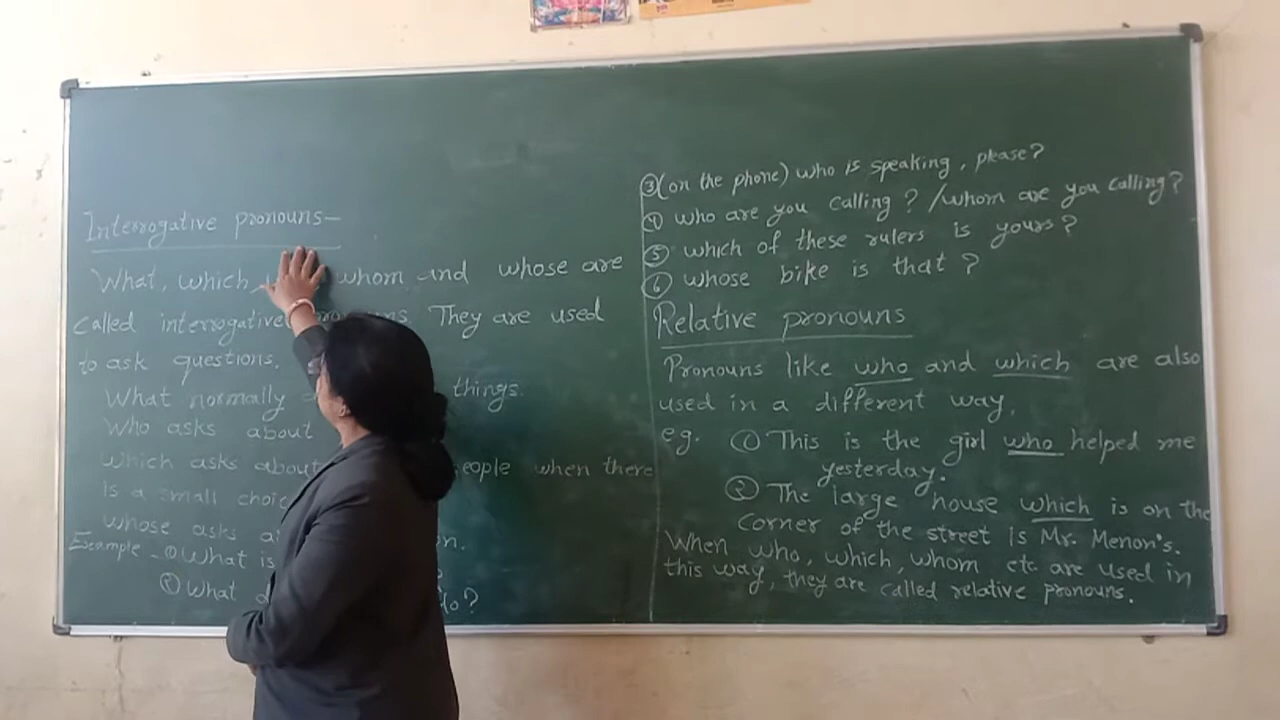 Interrogative pronouns-
What, which, whom and whose are
called interrogative They are used
to ask questions.
What normally things.
Who asks about
which asks about people when there
is a small choice
whose asks
Example - ① What is
② What do?
③ (on the phone) who is speaking, please?
④ who are you calling? / whom are you calling?
⑤ which of these rulers is yours?
⑥ whose bike is that?
Relative pronouns
Pronouns like who and which are also
used in a different way.
eg. ① This is the girl who helped me
yesterday.
② The large house which is on the
corner of the street is Mr. Menon's.
When who, which, whom etc are used in
this way, they are called relative pronouns.